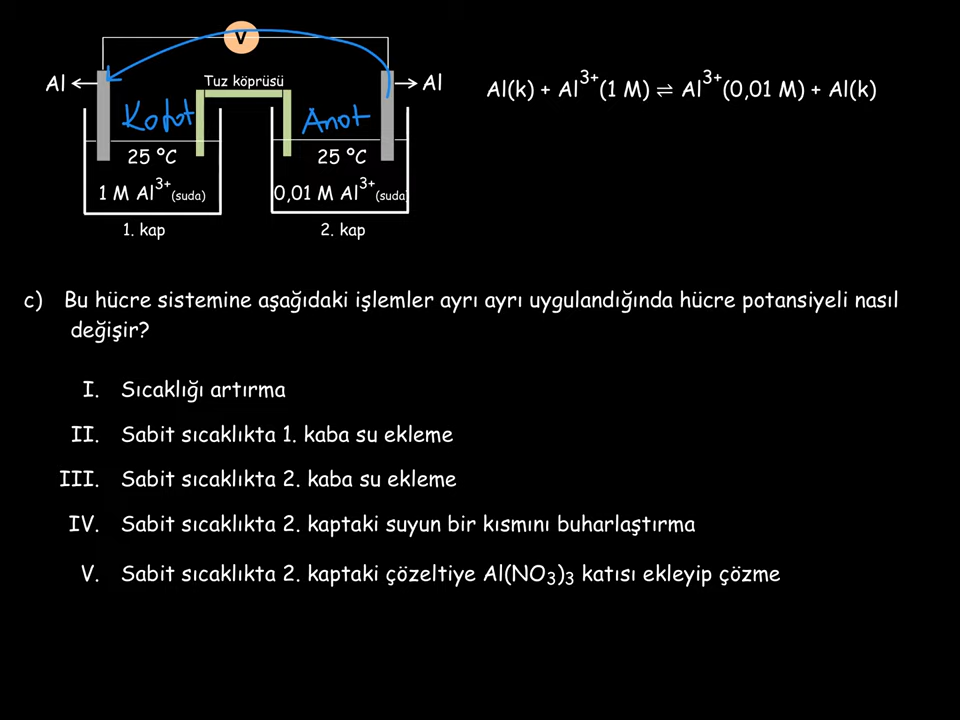 V
Al
Tuz köprüsü
Al
Al(k) + Al³⁺(1 M) ⇌ Al³⁺(0,01 M) + Al(k)
Katot
Anot
25 ºC
25 ºC
1 M Al³⁺(suda)
0,01 M Al³⁺(suda)
1. kap
2. kap
c) Bu hücre sistemine aşağıdaki işlemler ayrı ayrı uygulandığında hücre potansiyeli nasıl
değişir?
I. Sıcaklığı artırma
II. Sabit sıcaklıkta 1. kaba su ekleme
III. Sabit sıcaklıkta 2. kaba su ekleme
IV. Sabit sıcaklıkta 2. kaptaki suyun bir kısmını buharlaştırma
V. Sabit sıcaklıkta 2. kaptaki çözeltiye Al(NO₃)₃ katısı ekleyip çözme